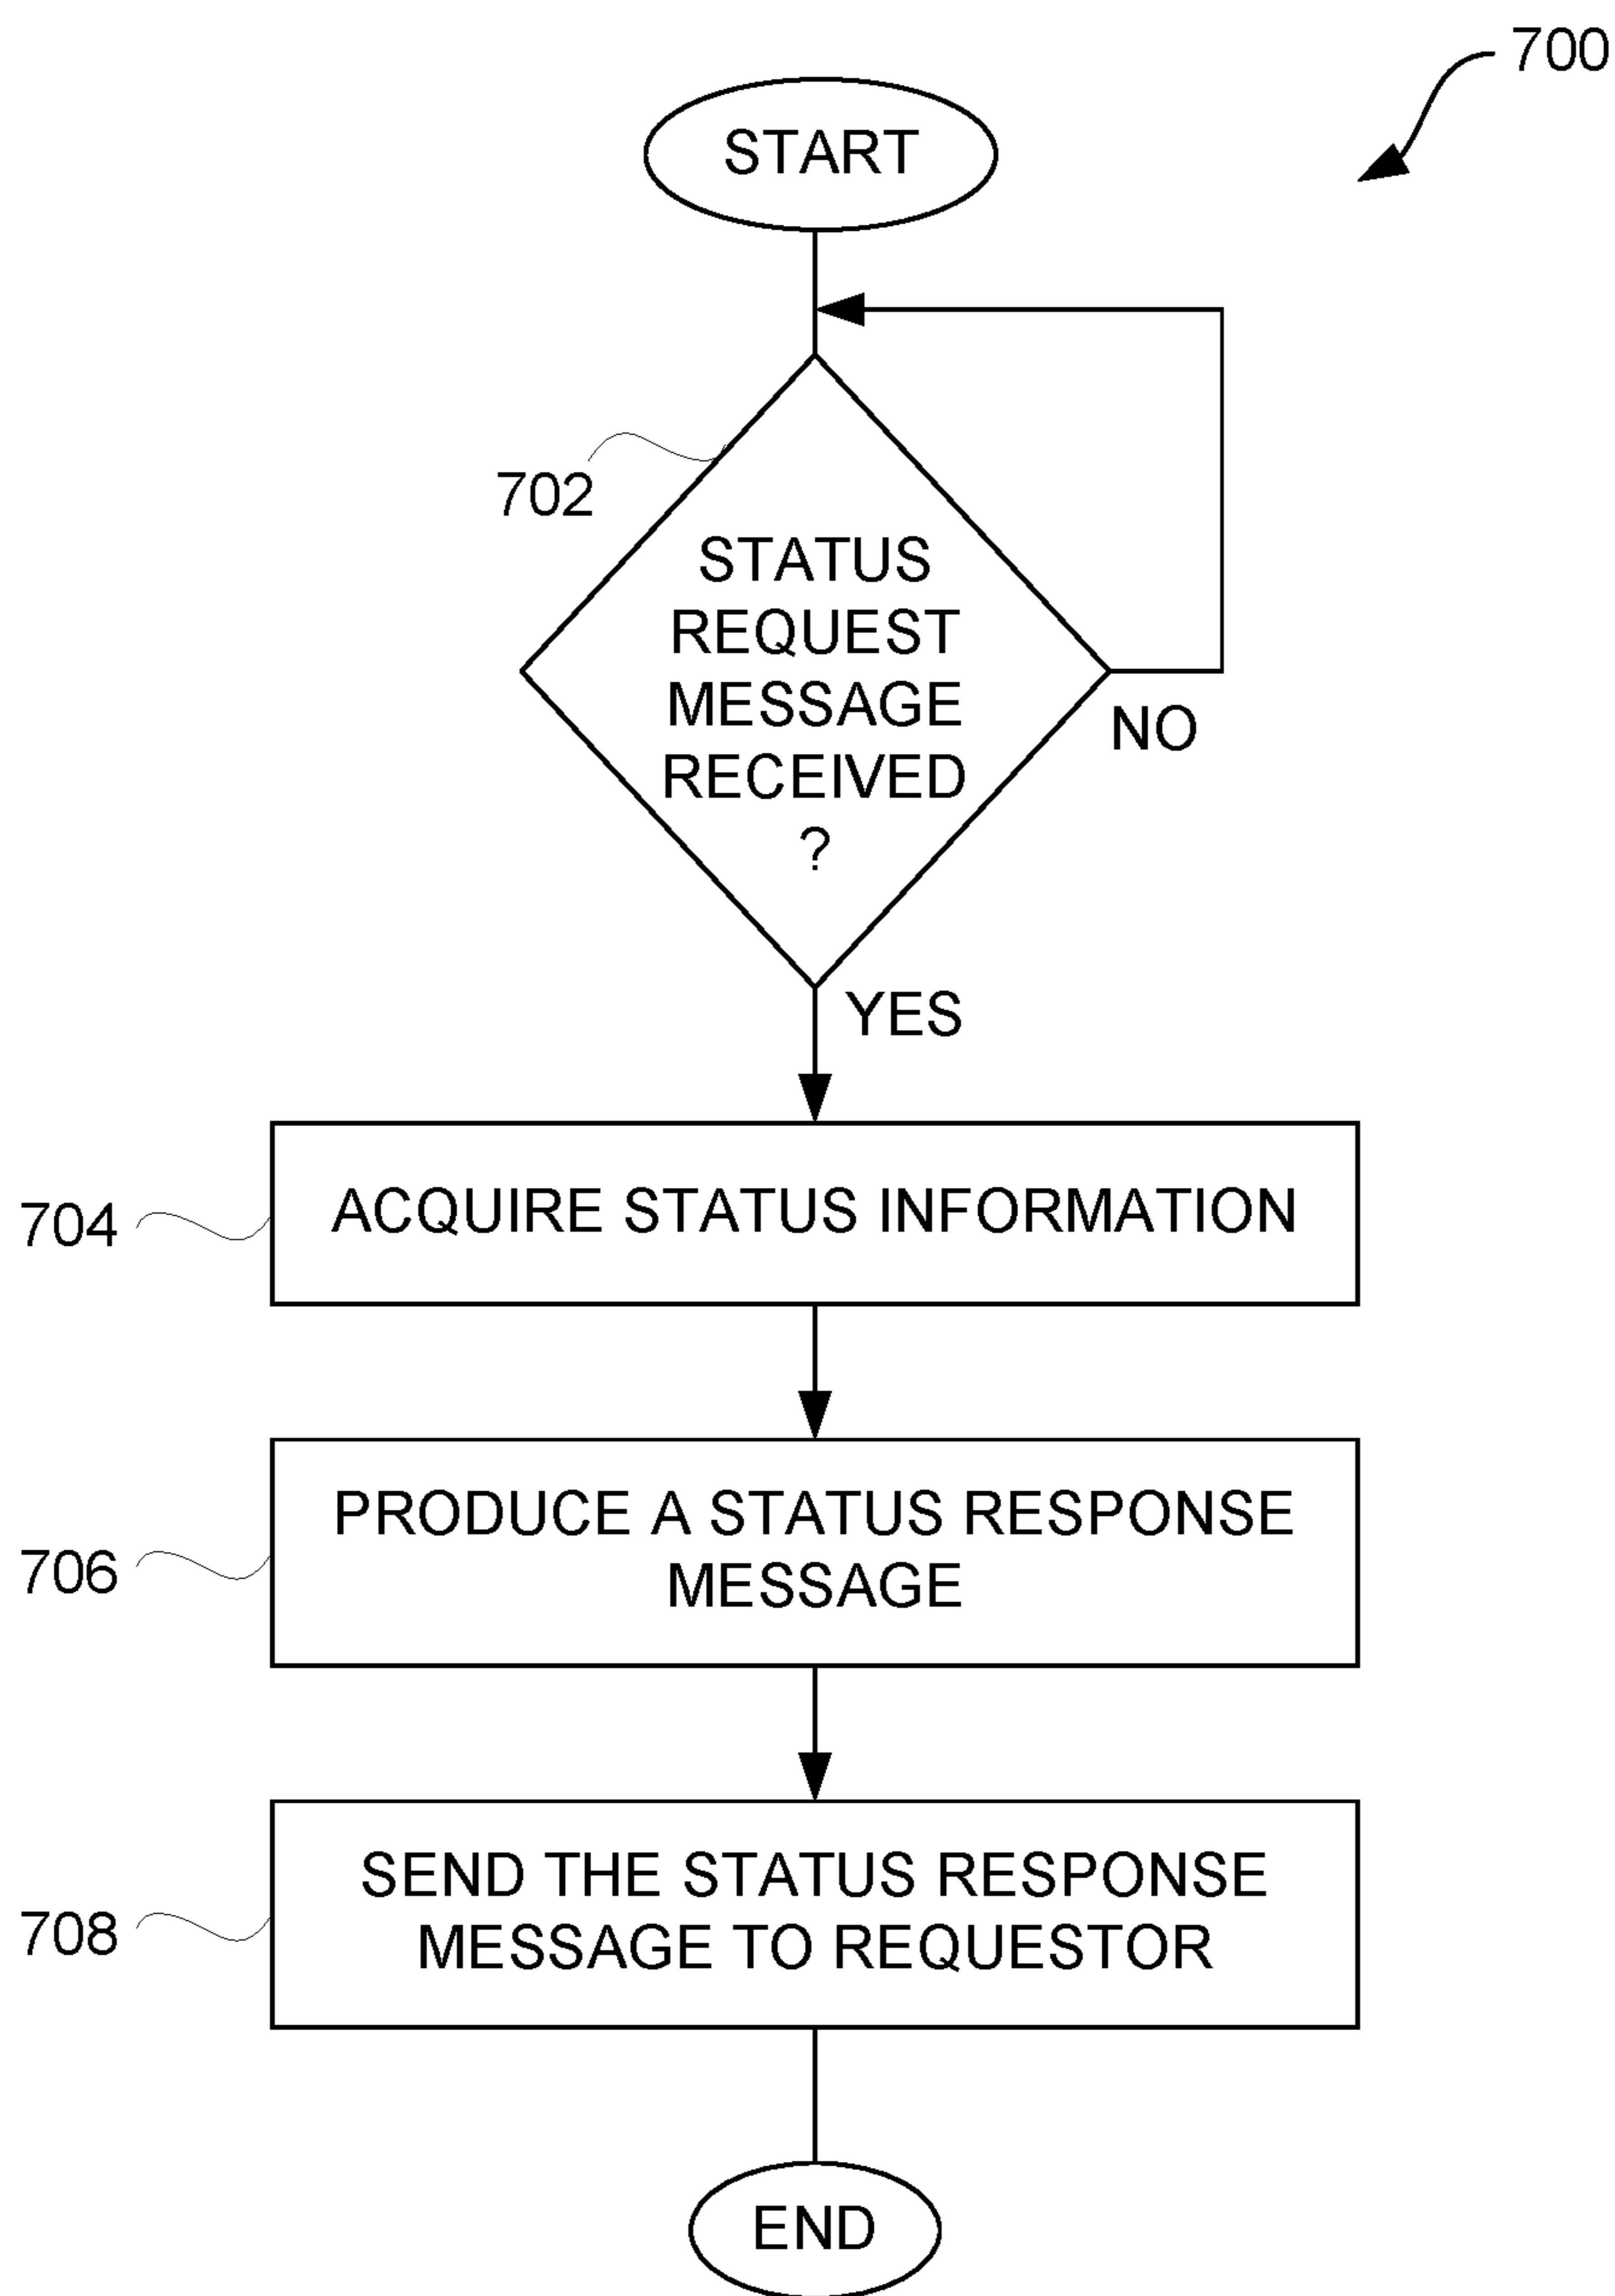 700
START
702
STATUS
REQUEST
MESSAGE
RECEIVED
?
NO
YES
704
ACQUIRE STATUS INFORMATION
706
PRODUCE A STATUS RESPONSE
MESSAGE
708
SEND THE STATUS RESPONSE
MESSAGE TO REQUESTOR
END